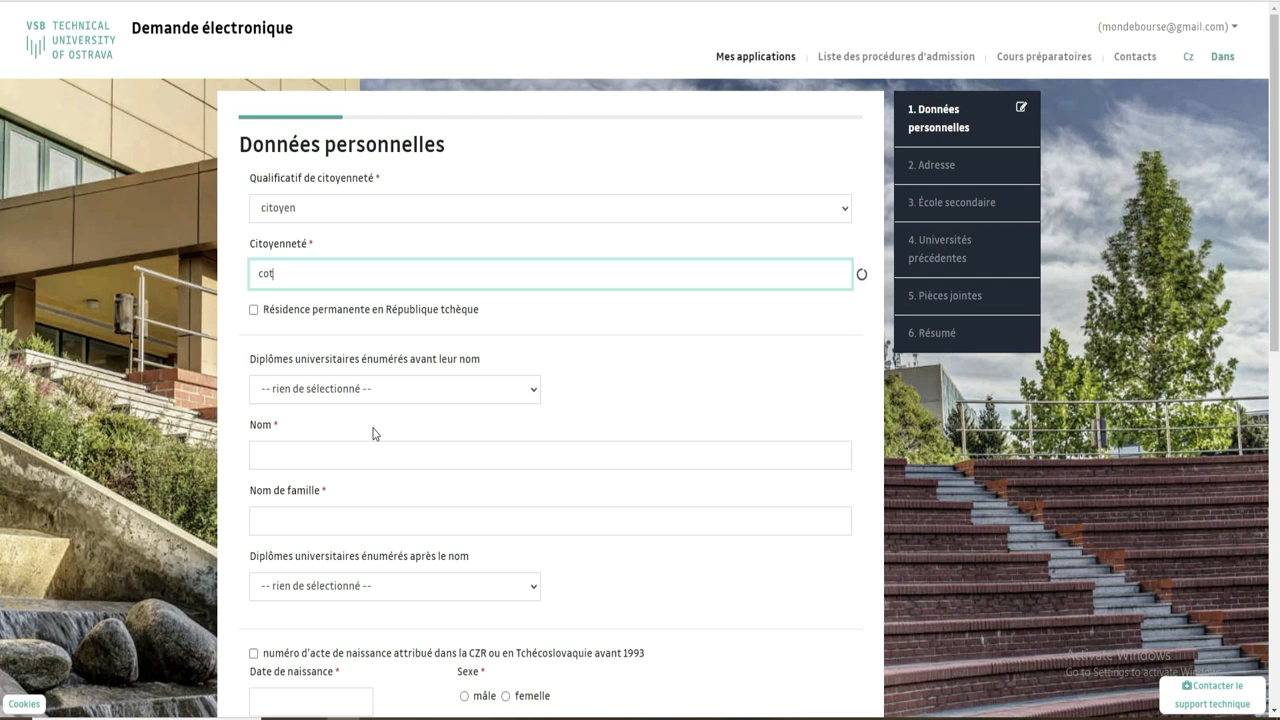 VSB TECHNICAL
UNIVERSITY
OF OSTRAVA
Demande électronique
(mondebourse@gmail.com)
Mes applications
Liste des procédures d'admission
Cours préparatoires
Contacts
Cz
Dans
Données personnelles
Qualificatif de citoyenneté *
citoyen
Citoyenneté *
cot
Résidence permanente en République tchèque
Diplômes universitaires énumérés avant leur nom
-- rien de sélectionné --
Nom *
Nom de famille *
Diplômes universitaires énumérés après le nom
-- rien de sélectionné --
numéro d'acte de naissance attribué dans la CZR ou en Tchécoslovaquie avant 1993
Date de naissance *
Sexe *
mâle
femelle
1. Données
personnelles
2. Adresse
3. École secondaire
4. Universités
précédentes
5. Pièces jointes
6. Résumé
Activate Windows
Go to Settings to activate Windows.
Cookies
Contacter le
support technique